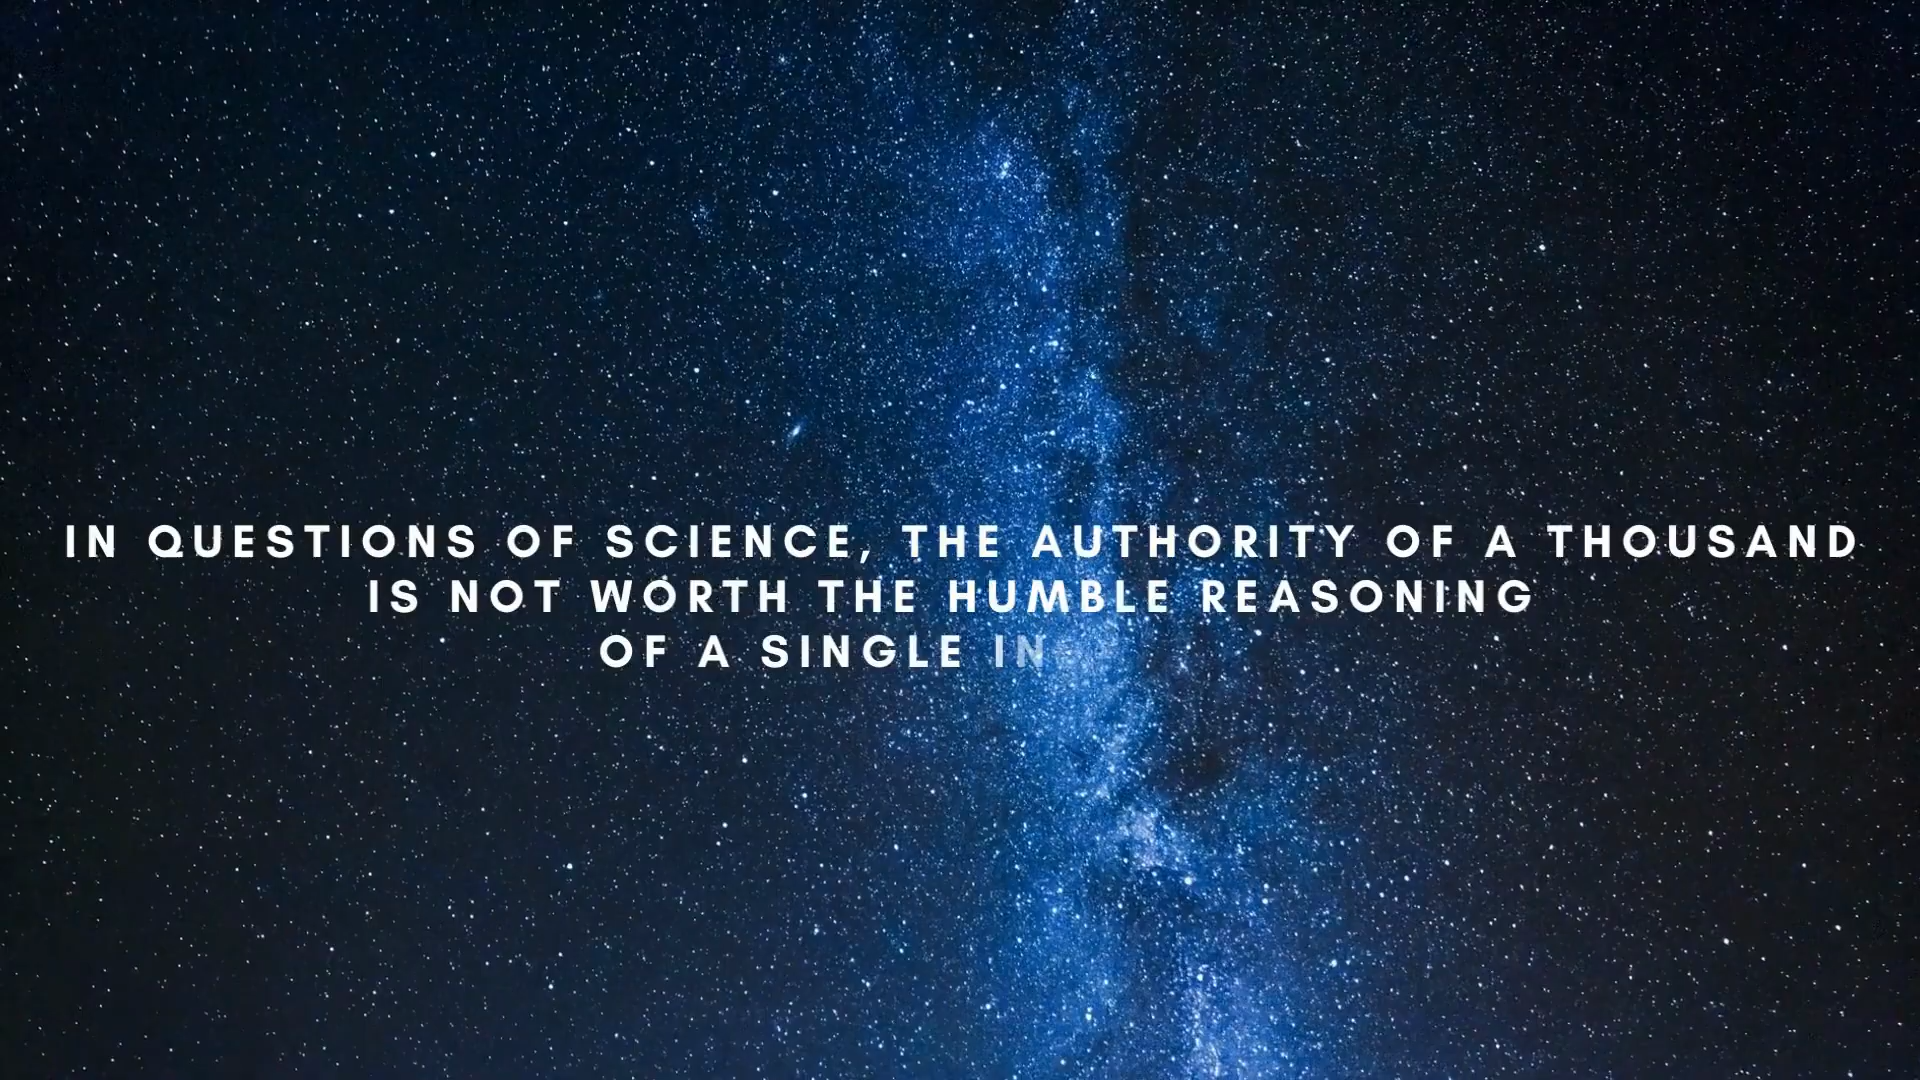 IN QUESTIONS OF SCIENCE, THE AUTHORITY OF A THOUSAND
IS NOT WORTH THE HUMBLE REASONING
OF A SINGLE IN